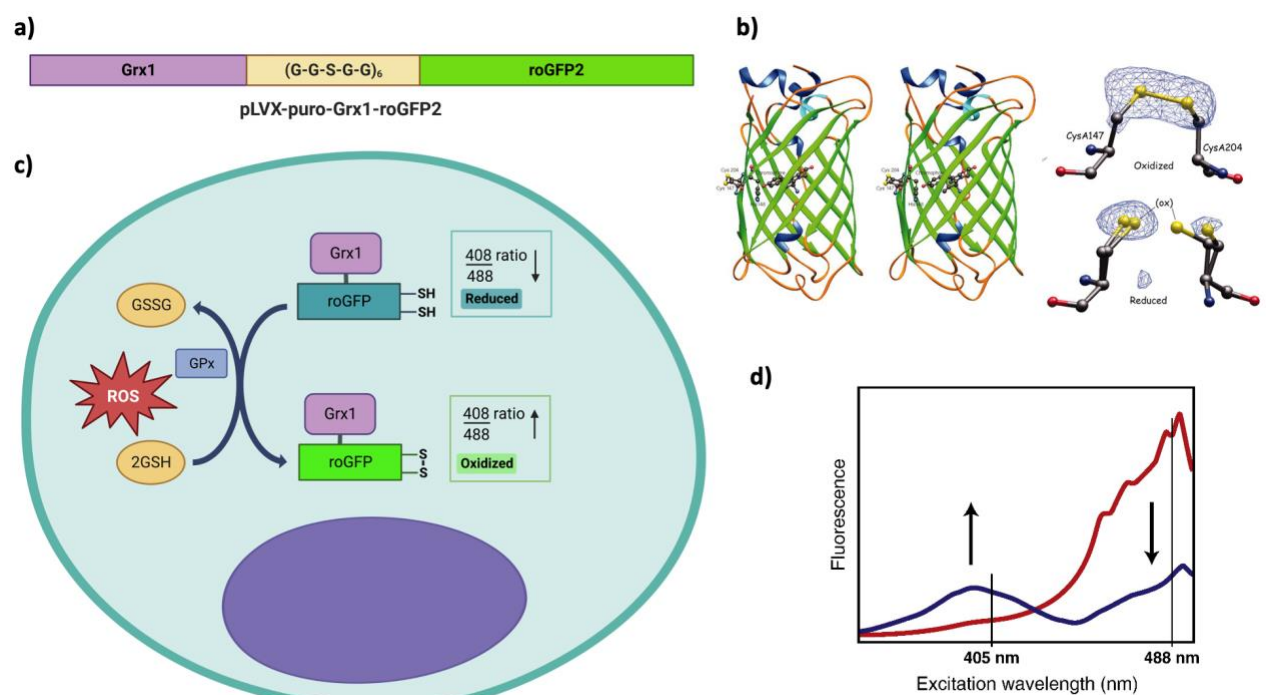 a)
Grx1
(G-G-S-G-G)₆
roGFP2
pLVX-puro-Grx1-roGFP2
b)
CysA147
CysA204
Oxidized
(ox)
Reduced
c)
Grx1
roGFP
SH
SH
408 ratio
488
Reduced
GSSG
GPx
ROS
2GSH
Grx1
roGFP
S
S
408 ratio
488
Oxidized
d)
Fluorescence
405 nm
488 nm
Excitation wavelength (nm)